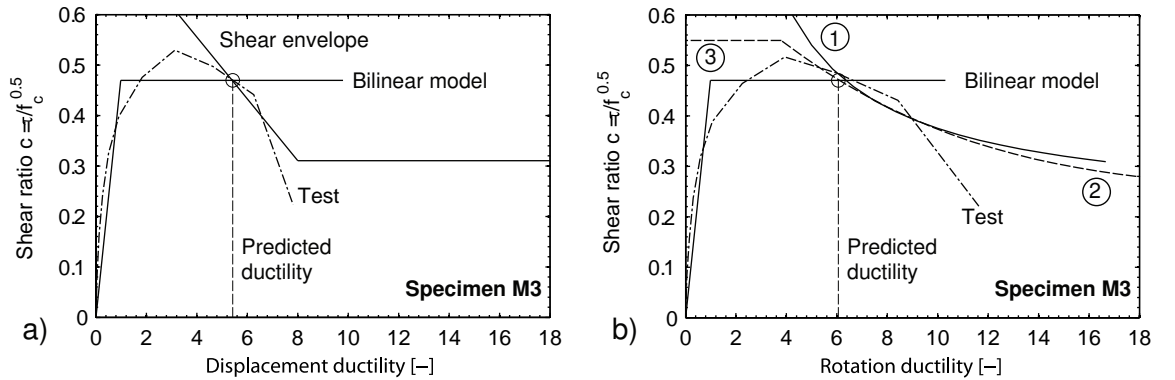 Shear ratio c =τ/f_c^0.5
0.6
0.5
0.4
0.3
0.2
0.1
0
Shear envelope
Bilinear model
Test
Predicted
ductility
Specimen M3
a)
0 2 4 6 8 10 12 14 16 18
Displacement ductility [–]
Shear ratio c =τ/f_c^0.5
0.6
0.5
0.4
0.3
0.2
0.1
0
1
3
Bilinear model
2
Test
Predicted
ductility
Specimen M3
b)
0 2 4 6 8 10 12 14 16 18
Rotation ductility [–]